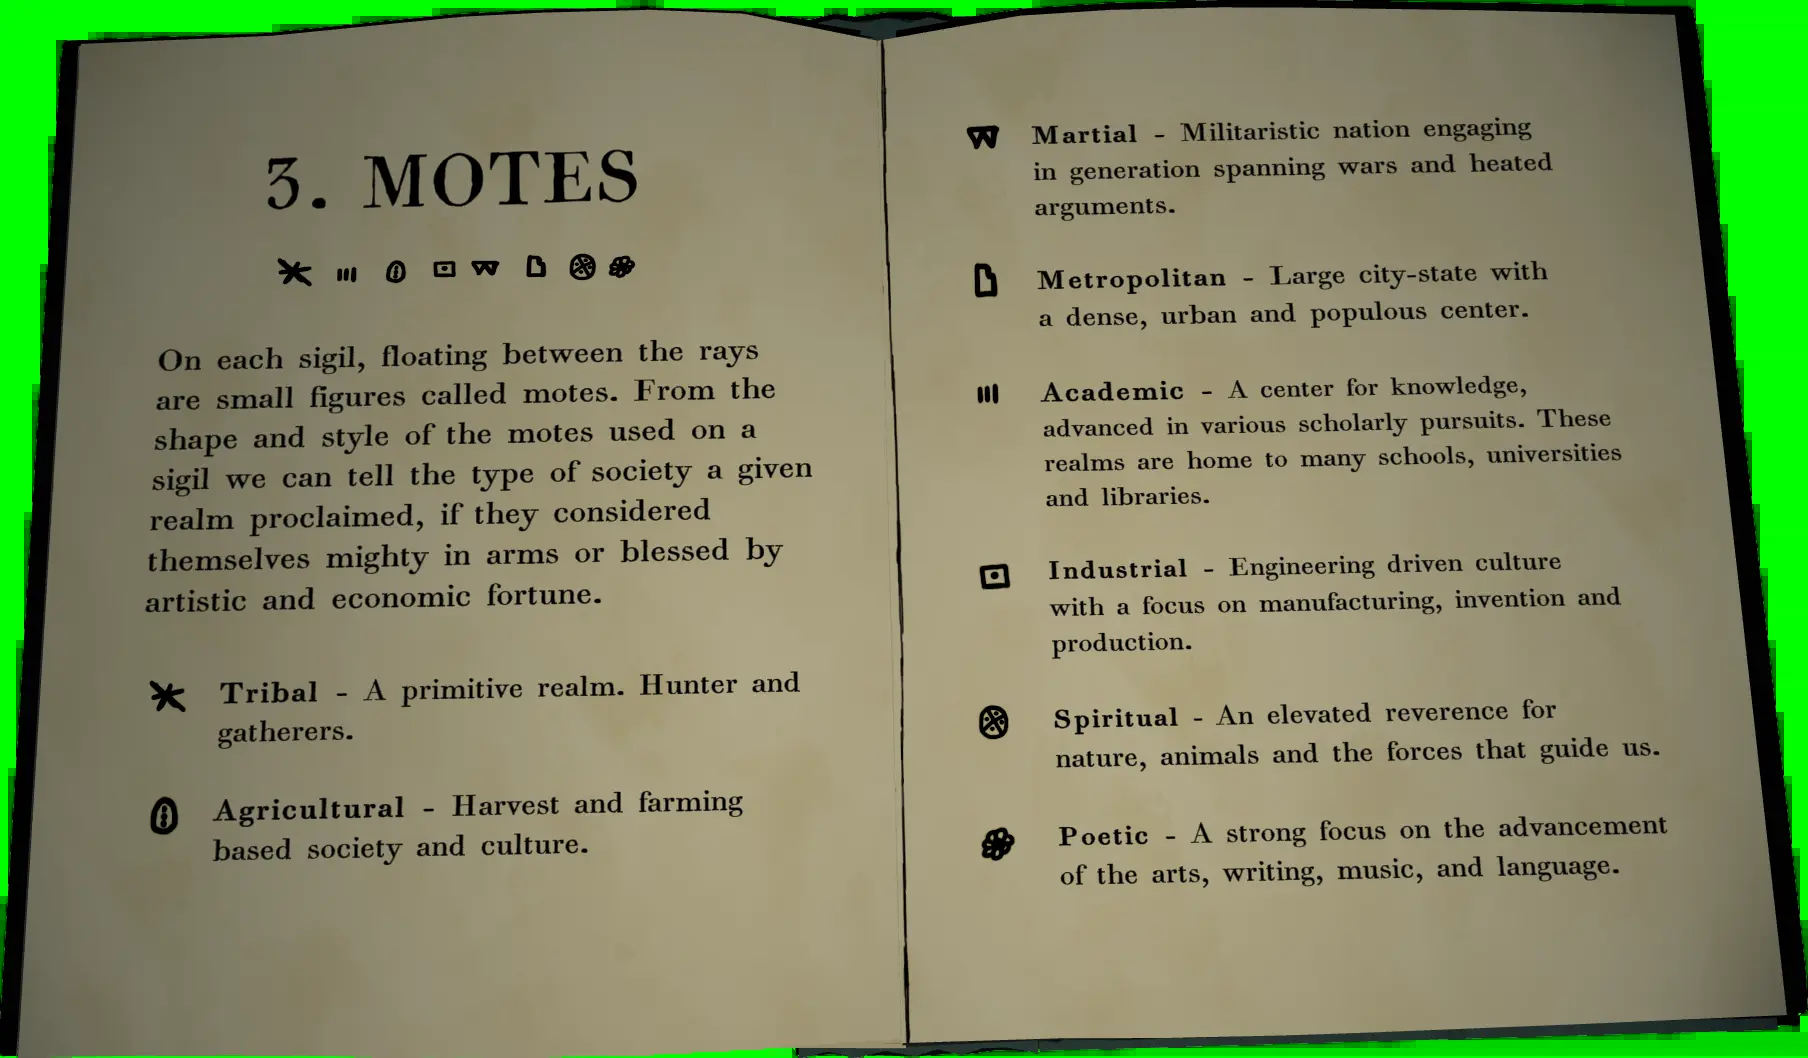 3. MOTES
On each sigil, floating between the rays
are small figures called motes. From the
shape and style of the motes used on a
sigil we can tell the type of society a given
realm proclaimed, if they considered
themselves mighty in arms or blessed by
artistic and economic fortune.
Tribal - A primitive realm. Hunter and
gatherers.
Agricultural - Harvest and farming
based society and culture.
Martial - Militaristic nation engaging
in generation spanning wars and heated
arguments.
Metropolitan - Large city-state with
a dense, urban and populous center.
Academic - A center for knowledge,
advanced in various scholarly pursuits. These
realms are home to many schools, universities
and libraries.
Industrial - Engineering driven culture
with a focus on manufacturing, invention and
production.
Spiritual - An elevated reverence for
nature, animals and the forces that guide us.
Poetic - A strong focus on the advancement
of the arts, writing, music, and language.